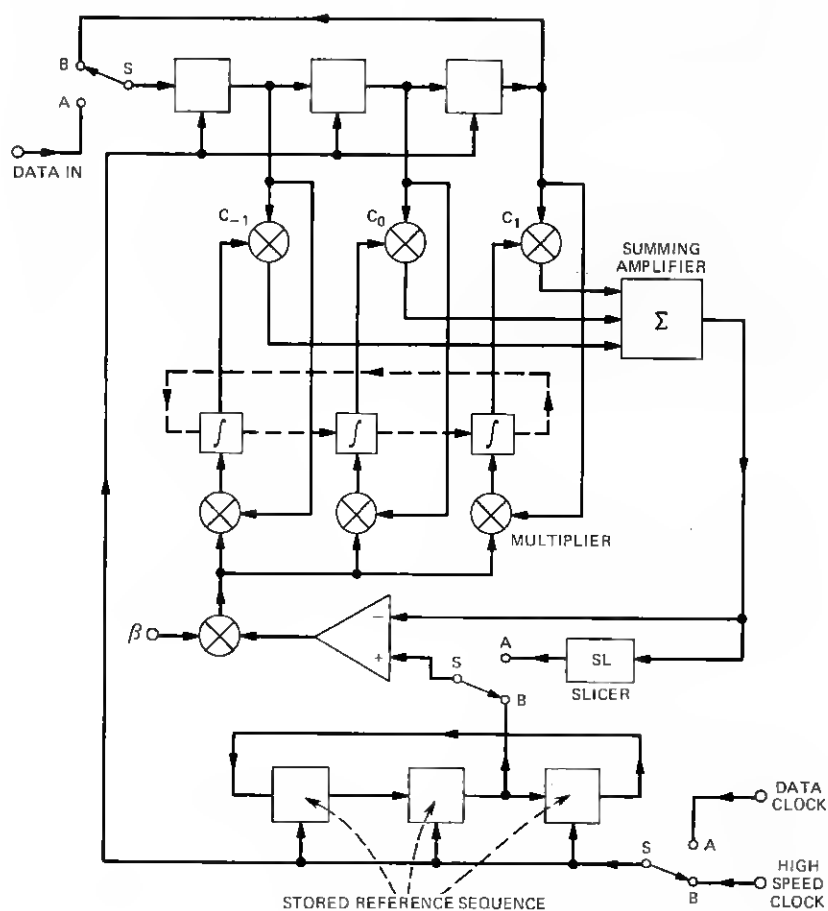 B
S
A
DATA IN
C₋₁
C₀
C₁
SUMMING
AMPLIFIER
Σ
∫
∫
∫
MULTIPLIER
β
−
+
S
A
B
SL
SLICER
DATA
CLOCK
S
A
B
HIGH
SPEED
CLOCK
STORED REFERENCE SEQUENCE